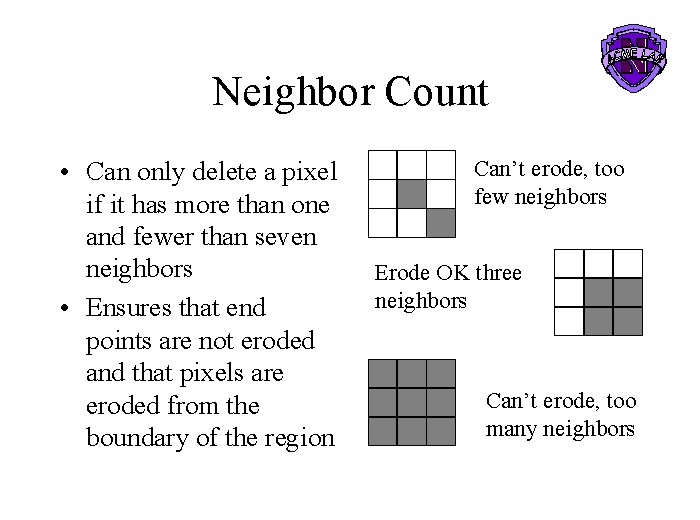 Neighbor Count
• Can only delete a pixel
if it has more than one
and fewer than seven
neighbors
• Ensures that end
points are not eroded
and that pixels are
eroded from the
boundary of the region
Can’t erode, too
few neighbors
Erode OK three
neighbors
Can’t erode, too
many neighbors